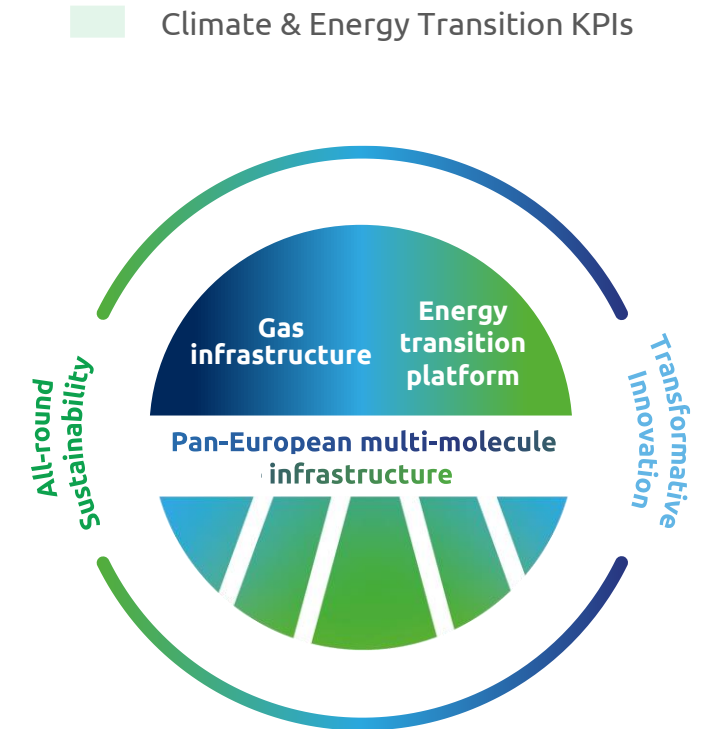 Climate & Energy Transition KPIs
Gas
infrastructure
Energy
transition
platform
Pan-European multi-molecule
infrastructure
All-round
Sustainability
Transformative
Innovation